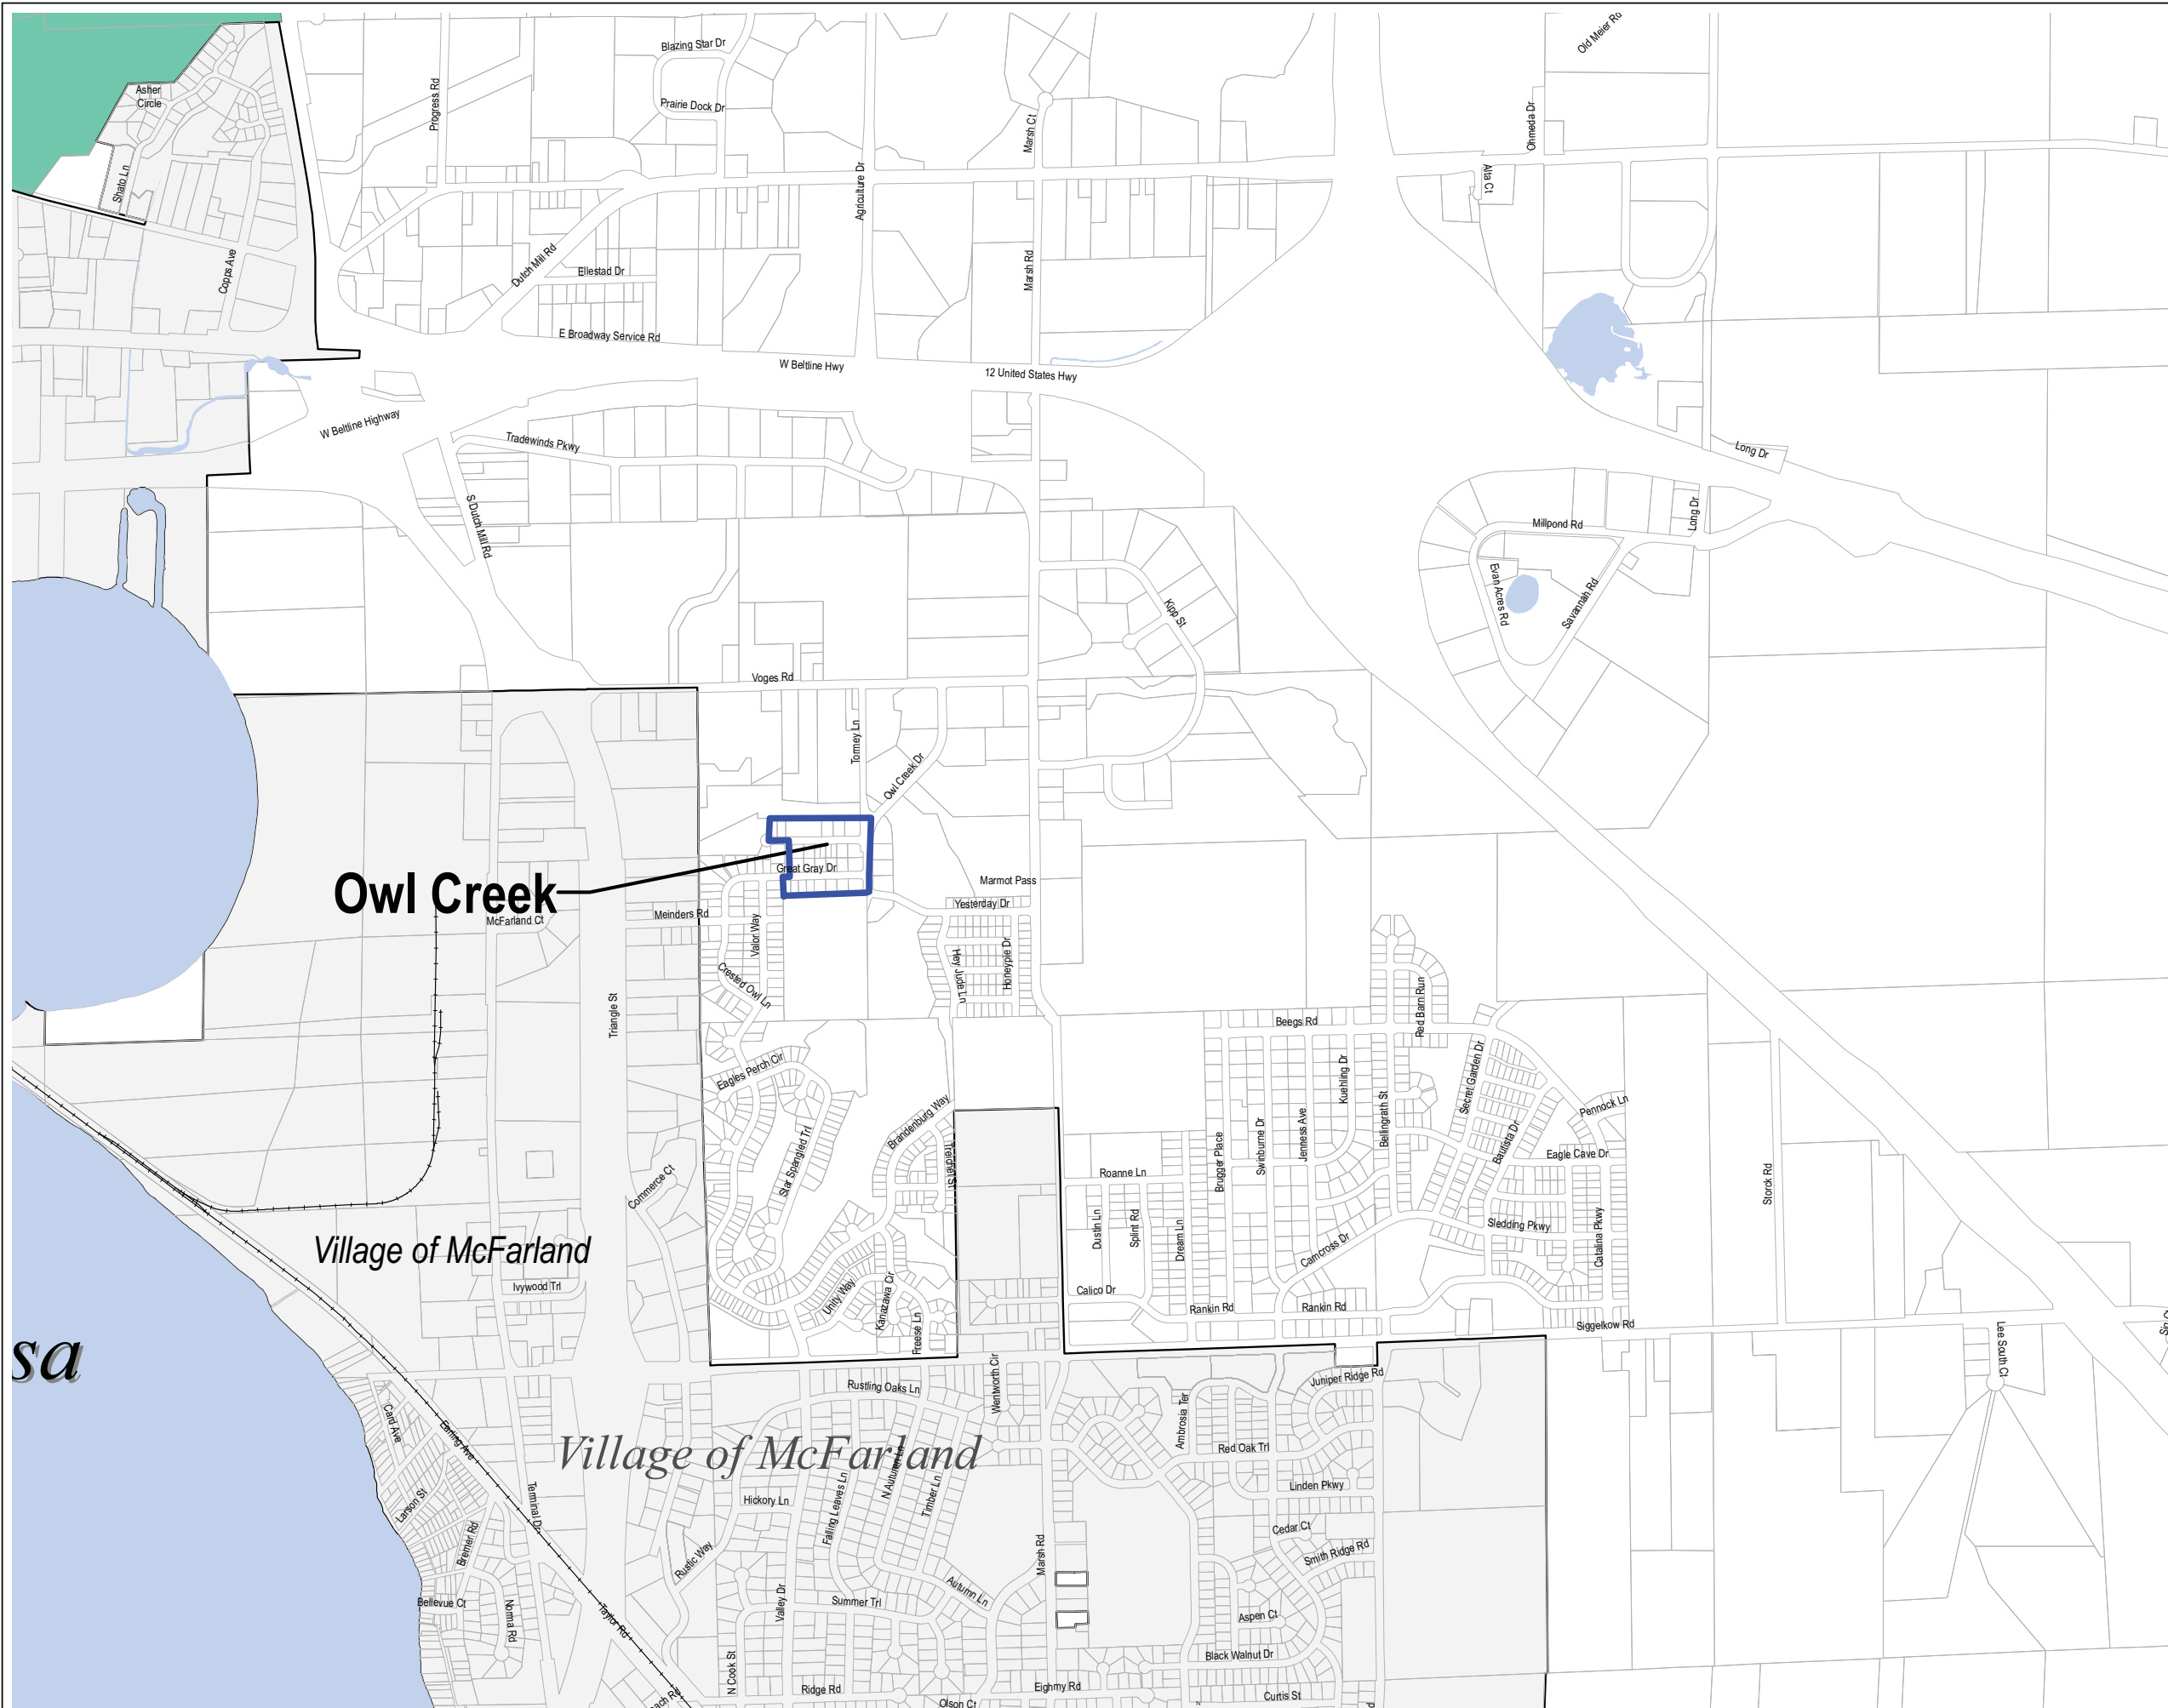 Old Meier Rd
Blazing Star Dr
Asher
Circle
Progress Rd
Prairie Dock Dr
Marsh Ct
Ohmeda Dr
Shato Ln
Agriculture Dr
Alta Ct
Copps Ave
Dutch Mill Rd
Ellestad Dr
Marsh Rd
E Broadway Service Rd
W Beltline Hwy
12 United States Hwy
W Beltline Highway
Tradewinds Pkwy
Long Dr
S Dutch Mill Rd
Millpond Rd
Long Dr
Evan Acres Rd
Savannah Rd
Kipp St
Voges Rd
Tormey Ln
Owl Creek Dr
Owl Creek
Great Gray Dr
Marmot Pass
Yesterday Dr
McFarland Ct
Meinders Rd
Valor Way
Hey Jude Ln
Honeypie Dr
Crested Owl Ln
Triangle St
Red Barn Run
Beegs Rd
Eagles Perch Cir
Kuehling Dr
Secret Garden Dr
Bellingrath St
Pennock Ln
Brandenburg Way
Star Spangled Trl
Treichel St
Swinburne Dr
Jenness Ave
Brugger Place
Bautista Dr
Eagle Cave Dr
Roanne Ln
Commerce Ct
Storck Rd
Dustin Ln
Splint Rd
Dream Ln
Camcross Dr
Sledding Pkwy
Catalina Pkwy
Village of McFarland
Ivywood Trl
Unity Way
Kanazawa Cir
Freese Ln
Calico Dr
Rankin Rd
Rankin Rd
Siggelkow Rd
Lee South Ct
sa
Rustling Oaks Ln
Wentworth Cir
Juniper Ridge Rd
Card Ave
Earling Ave
Ambrosia Ter
Red Oak Trl
Village of McFarland
Linden Pkwy
Larson St
Terminal Dr
Hickory Ln
Falling Leaves Ln
N Autumn Ln
Timber Ln
Cedar Ct
Smith Ridge Rd
Bremer Rd
Rustic Way
Marsh Rd
Autumn Ln
Bellevue Ct
Norma Rd
Taylor Rd
Valley Dr
Summer Trl
Aspen Ct
Black Walnut Dr
N Cook St
Ridge Rd
Olson Ct
Eighmy Rd
Curtis St